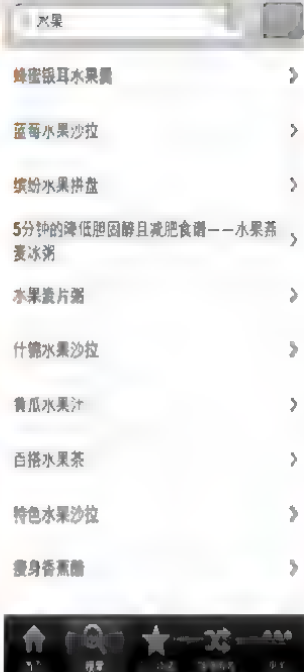 水果
蜂蜜银耳水果羹
蓝莓水果沙拉
缤纷水果拼盘
5分钟的降低胆固醇且减肥食谱——水果燕
麦冰粥
水果麦片粥
什锦水果沙拉
黄瓜水果汁
百搭水果茶
特色水果沙拉
瘦身香蕉醋
搜索